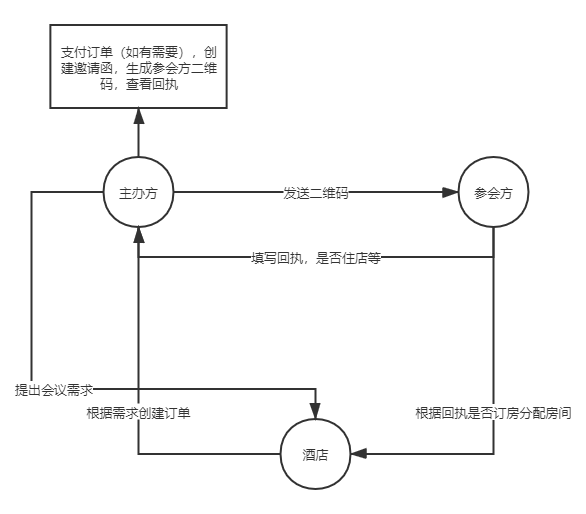 支付订单（如有需要），创
建邀请函，生成参会方二维
码，查看回执
主办方
发送二维码
参会方
填写回执，是否住店等
提出会议需求
根据需求创建订单
根据回执是否订房分配房间
酒店